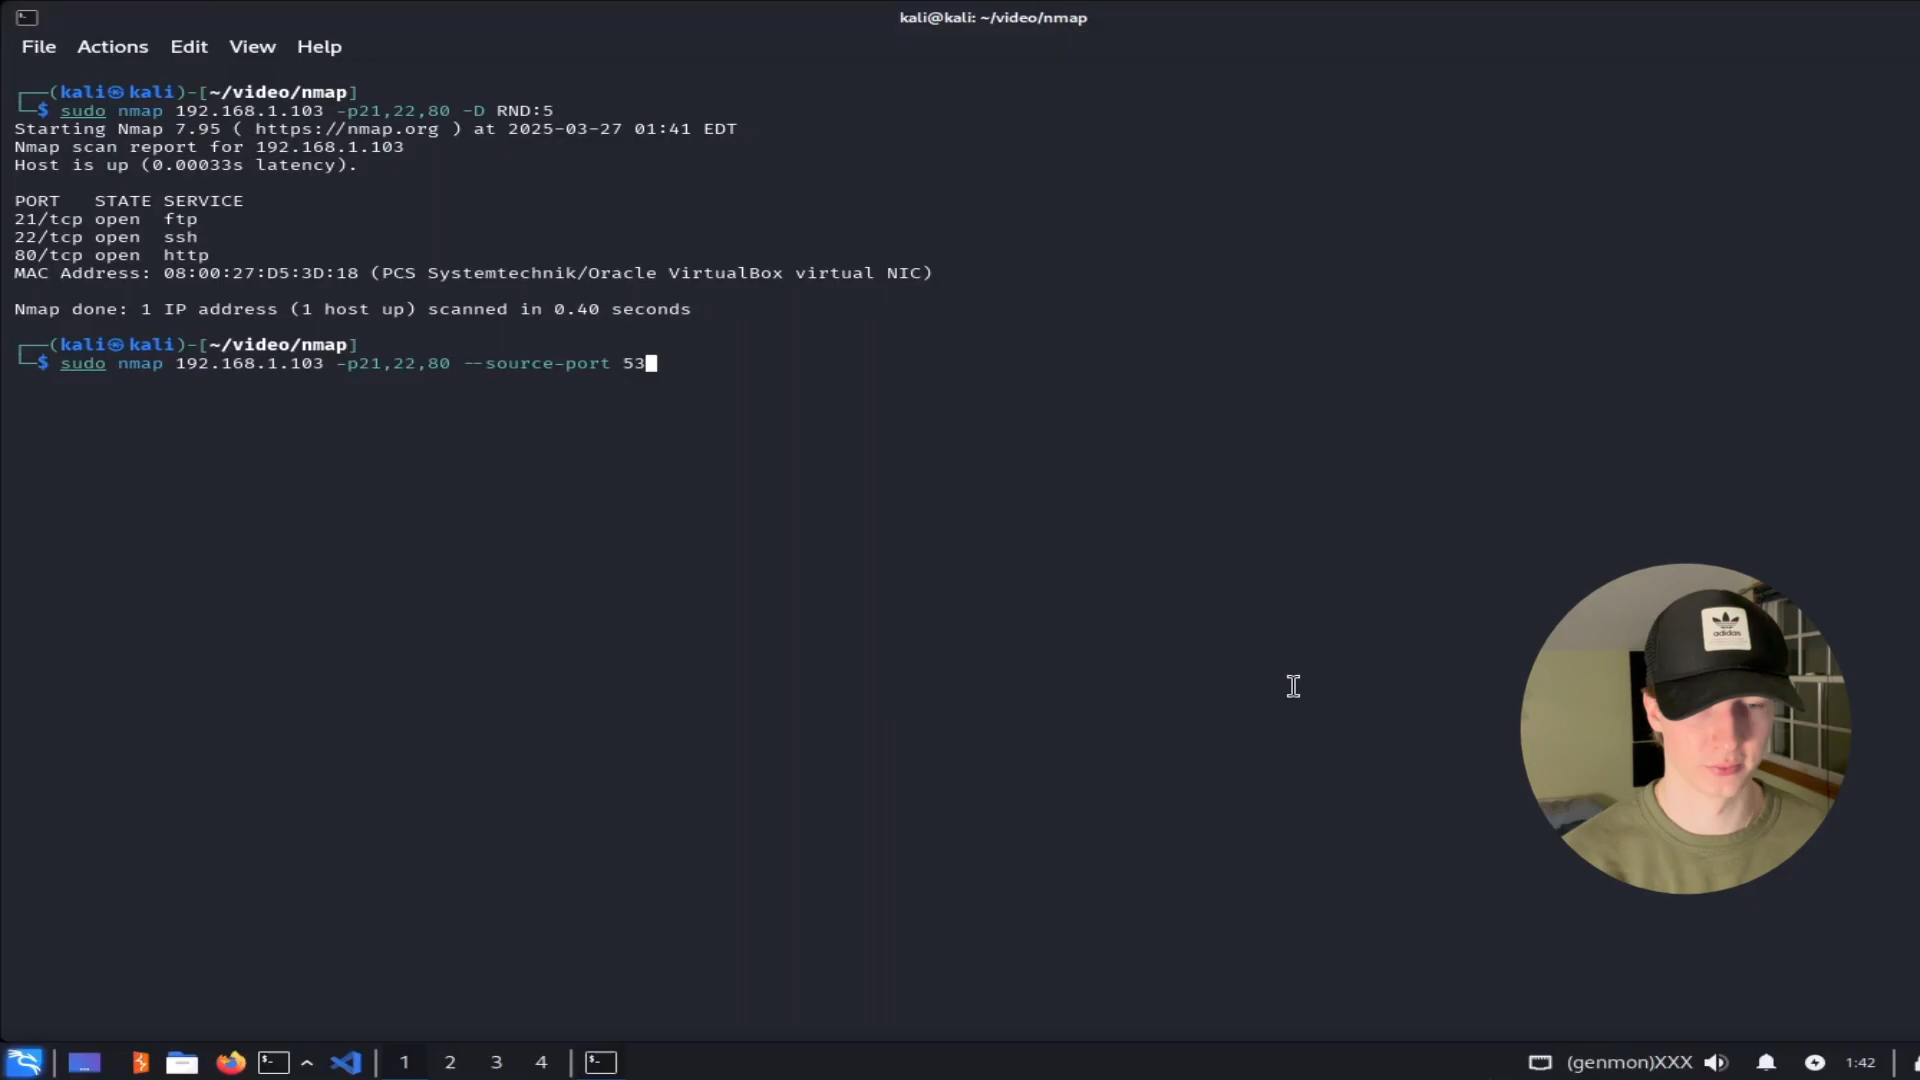 kali@kali: ~/video/nmap
File Actions Edit View Help
┌──(kali㉿kali)-[~/video/nmap]
└─$ sudo nmap 192.168.1.103 -p21,22,80 -D RND:5
Starting Nmap 7.95 ( https://nmap.org ) at 2025-03-27 01:41 EDT
Nmap scan report for 192.168.1.103
Host is up (0.00033s latency).
PORT   STATE SERVICE
21/tcp open  ftp
22/tcp open  ssh
80/tcp open  http
MAC Address: 08:00:27:D5:3D:18 (PCS Systemtechnik/Oracle VirtualBox virtual NIC)
Nmap done: 1 IP address (1 host up) scanned in 0.40 seconds
┌──(kali㉿kali)-[~/video/nmap]
└─$ sudo nmap 192.168.1.103 -p21,22,80 --source-port 53
adidas
1 2 3 4 (genmon)XXX 1:42